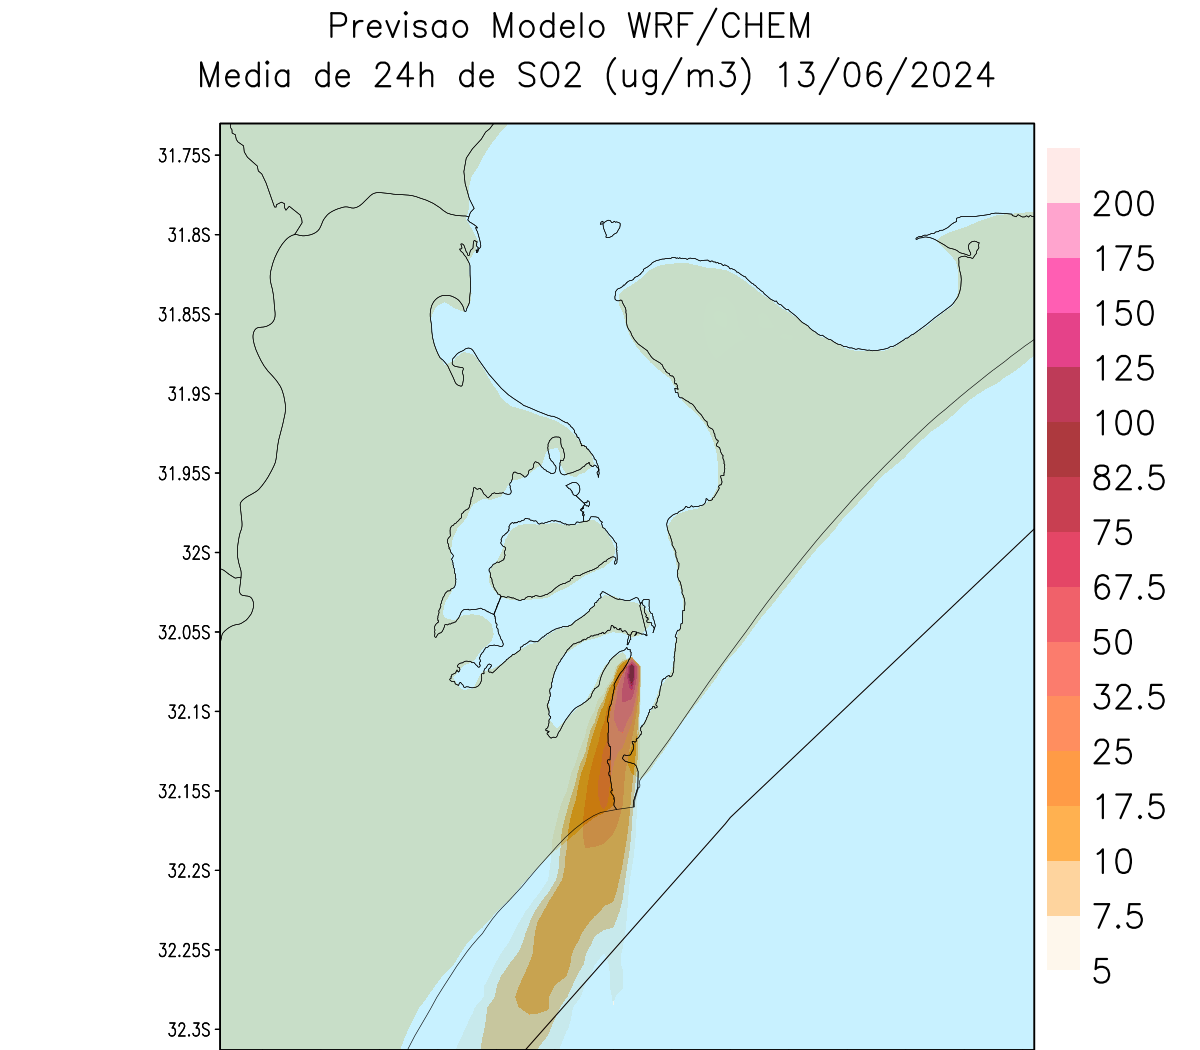 Previsao Modelo WRF/CHEM
Media de 24h de SO2 (ug/m3) 13/06/2024
31.75S
31.8S
31.85S
31.9S
31.95S
32S
32.05S
32.1S
32.15S
32.2S
32.25S
32.3S
200
175
150
125
100
82.5
75
67.5
50
32.5
25
17.5
10
7.5
5